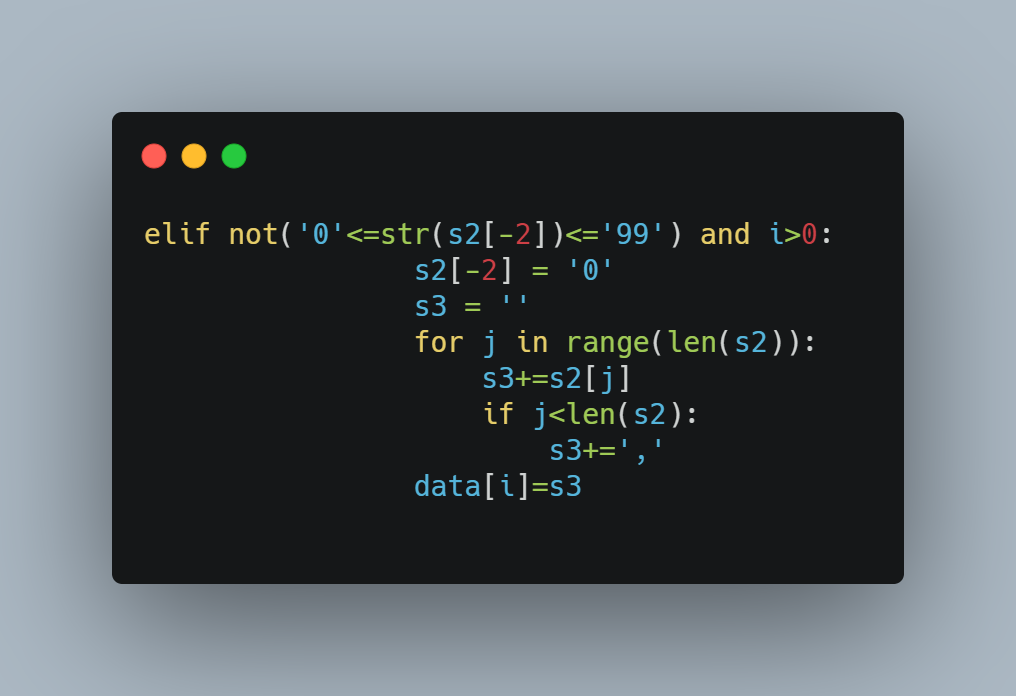 elif not('0'<=str(s2[-2])<='99') and i>0:
                s2[-2] = '0'
                s3 = ''
                for j in range(len(s2)):
                    s3+=s2[j]
                    if j<len(s2):
                        s3+=','
                data[i]=s3